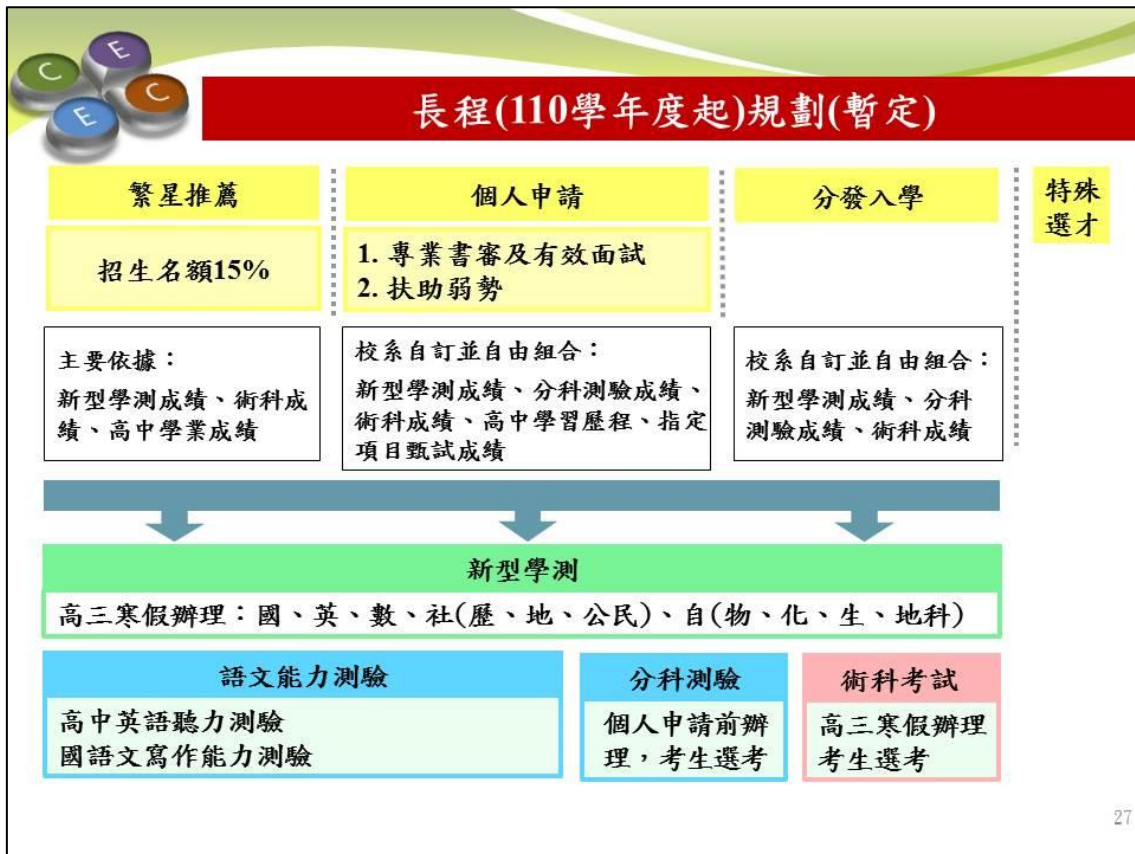 C
E
E
C
長程(110學年度起)規劃(暫定)
繁星推薦
招生名額15%
主要依據：
新型學測成績、術科成
績、高中學業成績
個人申請
1. 專業書審及有效面試
2. 扶助弱勢
校系自訂並自由組合：
新型學測成績、分科測驗成績、
術科成績、高中學習歷程、指定
項目甄試成績
分發入學
校系自訂並自由組合：
新型學測成績、分科
測驗成績、術科成績
特殊
選才
新型學測
高三寒假辦理：國、英、數、社(歷、地、公民)、自(物、化、生、地科)
語文能力測驗
高中英語聽力測驗
國語文寫作能力測驗
分科測驗
個人申請前辦
理，考生選考
術科考試
高三寒假辦理
考生選考
27